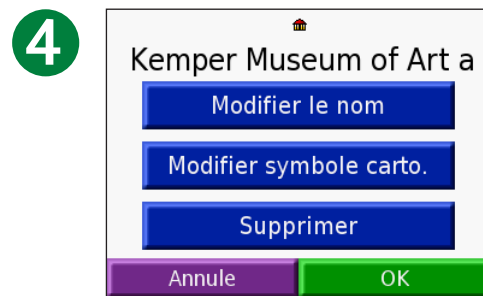 4
Kemper Museum of Art a
Modifier le nom
Modifier symbole carto.
Supprimer
Annule
OK